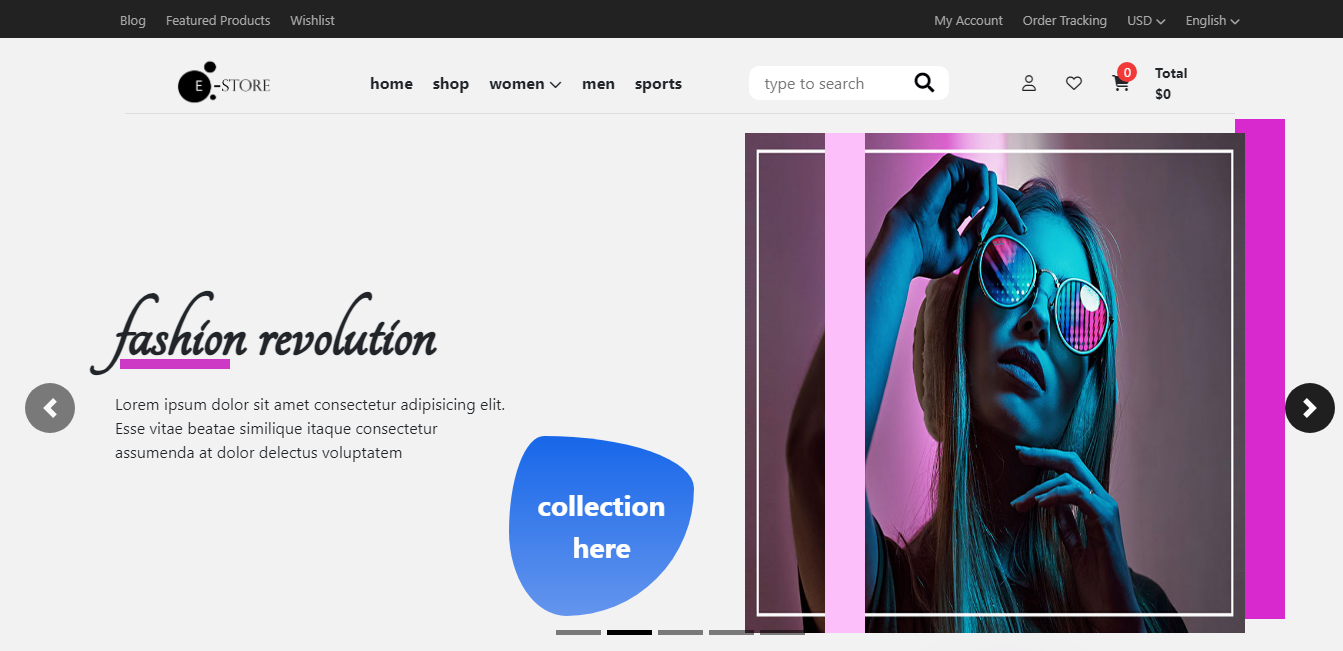 Blog Featured Products Wishlist My Account Order Tracking USD English
E-STORE
home shop women men sports
type to search
0
Total
$0
fashion revolution
Lorem ipsum dolor sit amet consectetur adipisicing elit.
Esse vitae beatae similique itaque consectetur
assumenda at dolor delectus voluptatem
collection
here